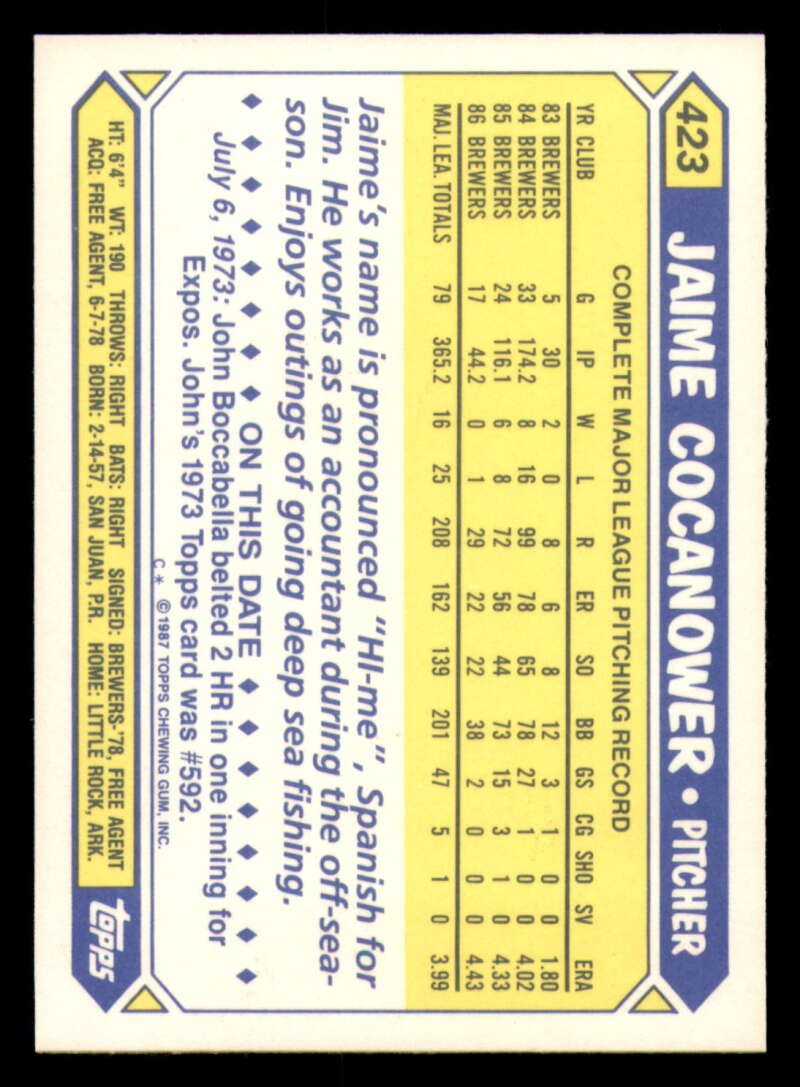 423 JAIME COCANOWER • PITCHER
COMPLETE MAJOR LEAGUE PITCHING RECORD
YR CLUB G IP W L R ER SO BB GS CG SHO SV ERA
83 BREWERS 5 30 2 0 8 6 8 12 3 1 0 0 1.80
84 BREWERS 33 174.2 8 16 99 78 65 78 27 1 0 0 4.02
85 BREWERS 24 116.1 6 8 72 56 44 73 15 3 1 0 4.33
86 BREWERS 17 44.2 0 1 29 22 22 38 2 0 0 0 4.43
MAJ. LEA. TOTALS 79 365.2 16 25 208 162 139 201 47 5 1 0 3.99
Jaime's name is pronounced "HI-me", Spanish for
Jim. He works as an accountant during the off-sea-
son. Enjoys outings of going deep sea fishing.
♦ ♦ ♦ ♦ ♦ ♦ ♦ ♦ ON THIS DATE ♦ ♦ ♦ ♦ ♦ ♦ ♦ ♦
July 6, 1973: John Boccabella belted 2 HR in one inning for
Expos. John's 1973 Topps card was #592.
C * ©1987 TOPPS CHEWING GUM, INC.
HT: 6'4" WT: 190 THROWS: RIGHT BATS: RIGHT SIGNED: BREWERS-'78, FREE AGENT
ACQ: FREE AGENT, 6-7-78 BORN: 2-14-57, SAN JUAN, P.R. HOME: LITTLE ROCK, ARK.
topps